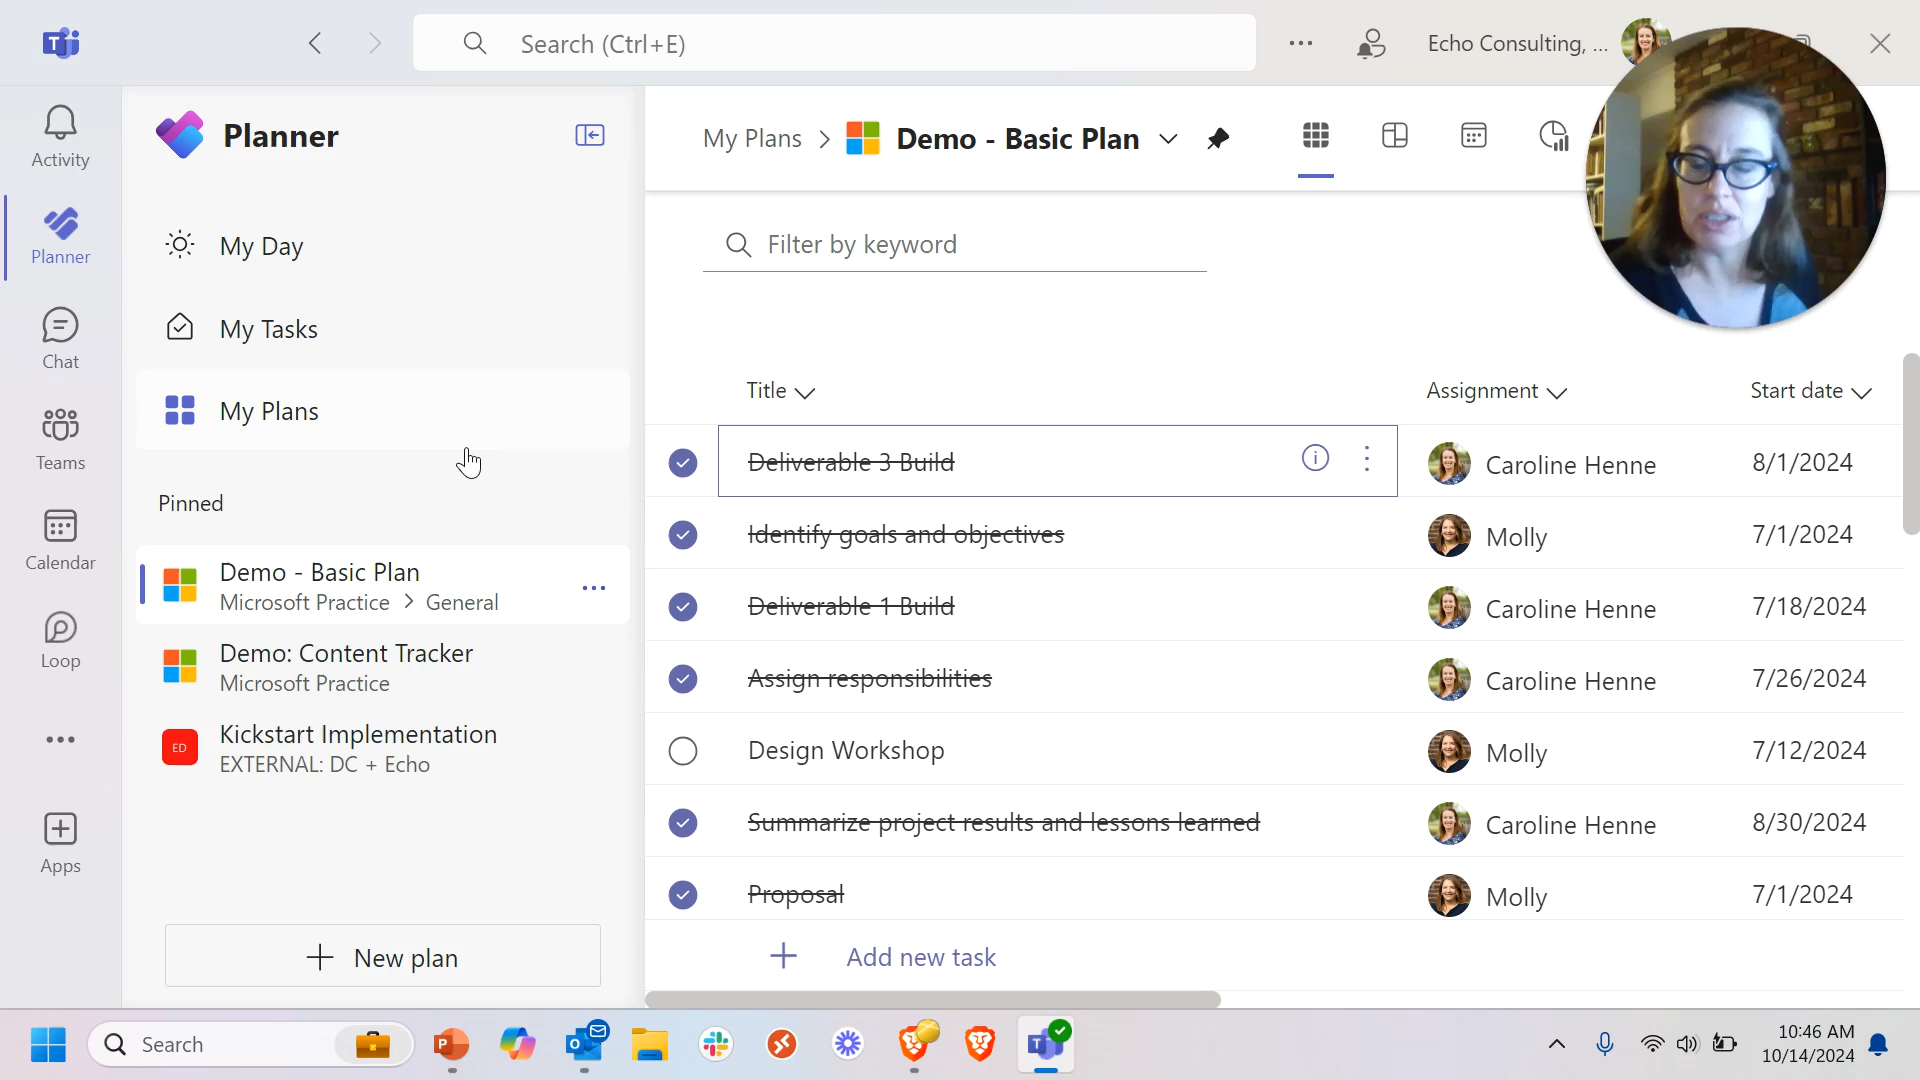 Search (Ctrl+E)
Echo Consulting, ...
Activity
Planner
Chat
Teams
Calendar
Loop
Apps
Planner
My Day
My Tasks
My Plans
Pinned
Demo - Basic Plan
Microsoft Practice > General
Demo: Content Tracker
Microsoft Practice
ED
Kickstart Implementation
EXTERNAL: DC + Echo
New plan
My Plans > Demo - Basic Plan
Filter by keyword
Title Assignment Start date
Deliverable 3 Build Caroline Henne 8/1/2024
Identify goals and objectives Molly 7/1/2024
Deliverable 1 Build Caroline Henne 7/18/2024
Assign responsibilities Caroline Henne 7/26/2024
Design Workshop Molly 7/12/2024
Summarize project results and lessons learned Caroline Henne 8/30/2024
Proposal Molly 7/1/2024
Add new task
Search
10:46 AM
10/14/2024